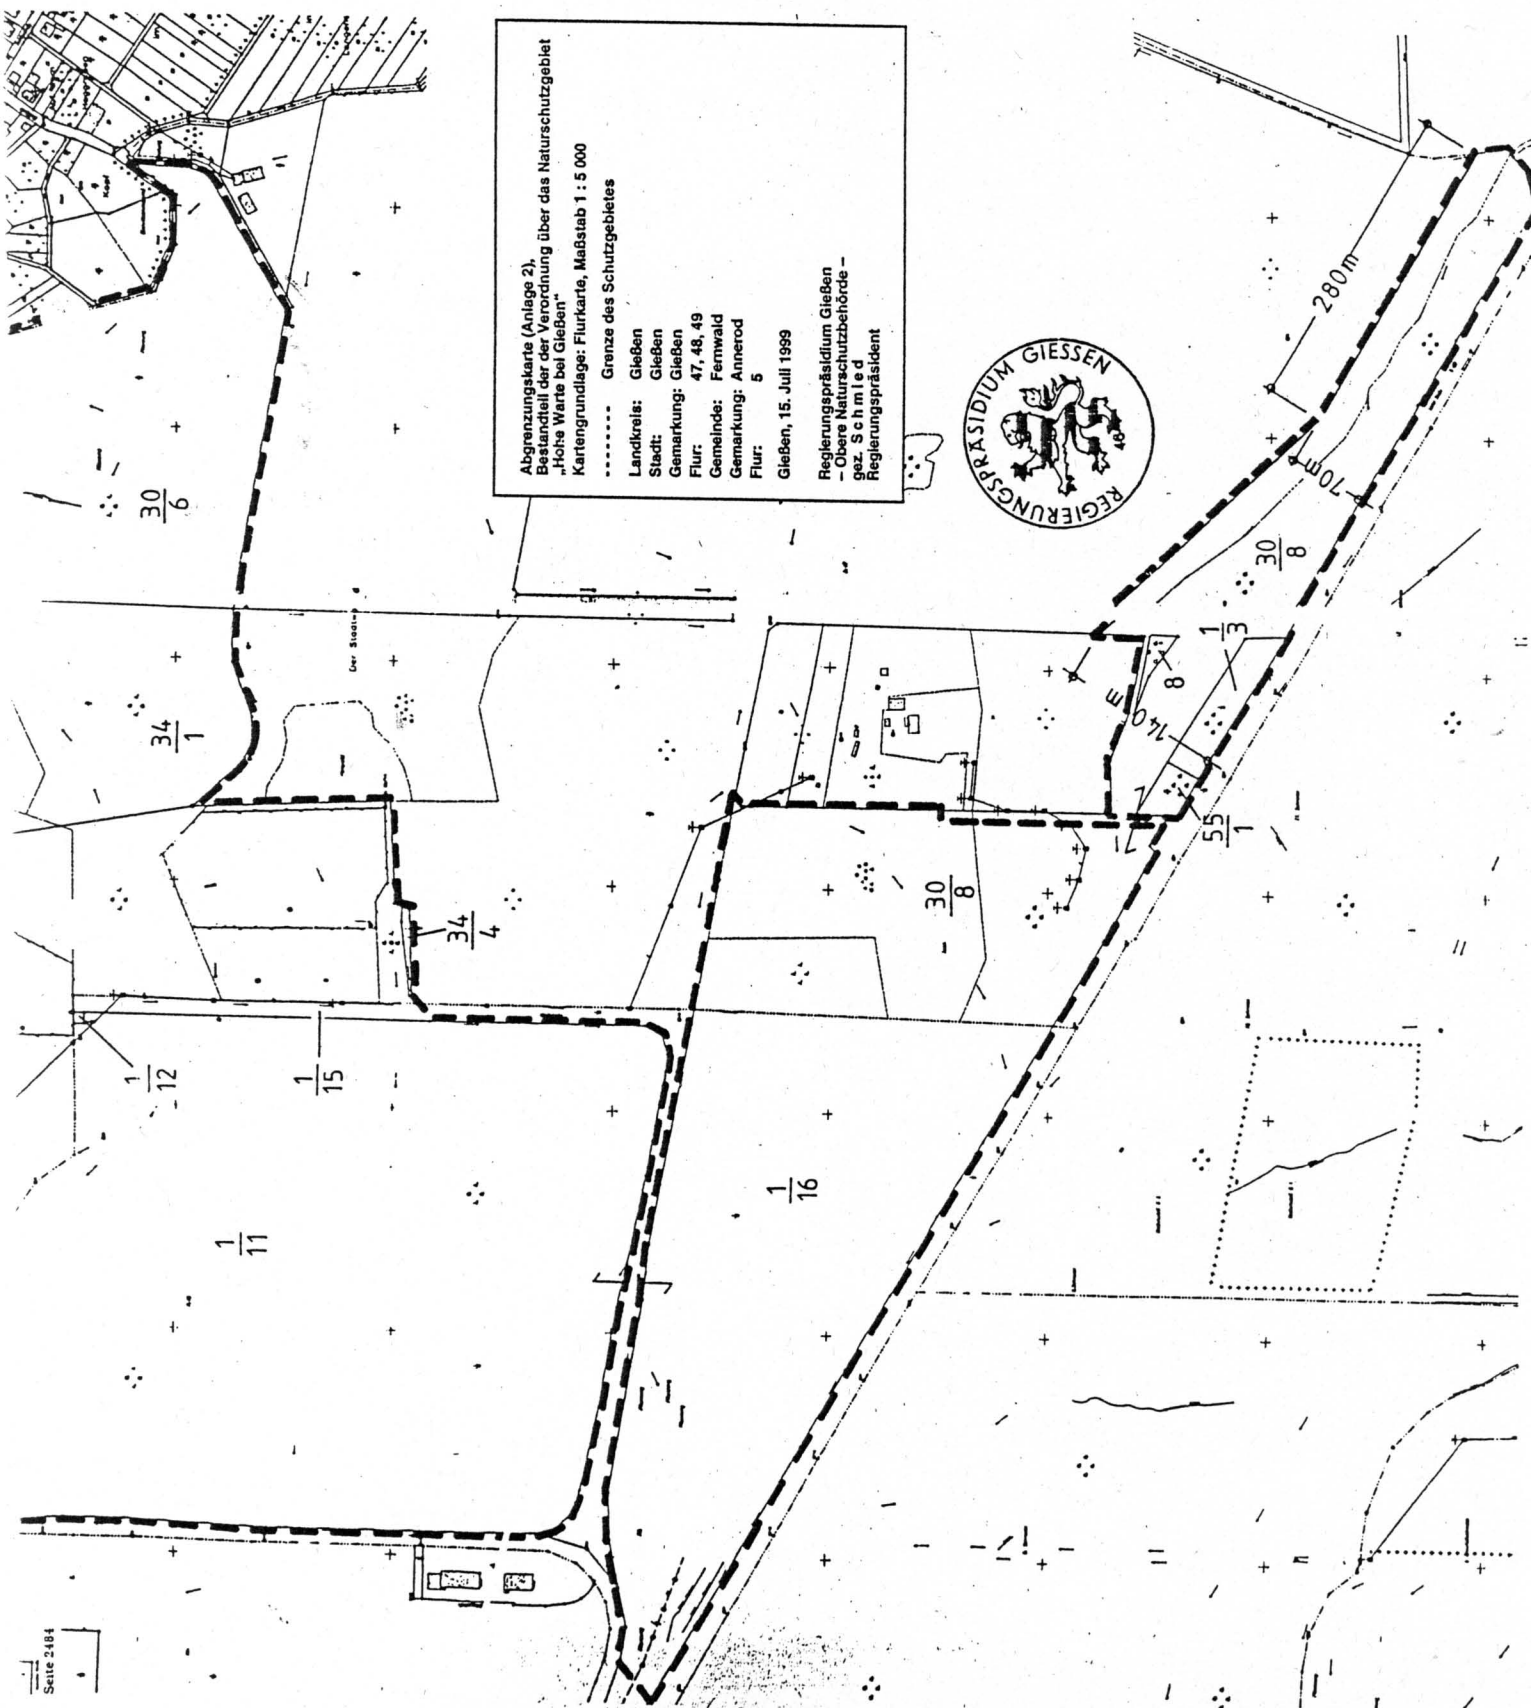 Seite 2484
Abgrenzungskarte (Anlage 2),
Bestandteil der Verordnung über das Naturschutzgebiet
„Hohe Warte bei Gießen“
Kartengrundlage: Flurkarte, Maßstab 1 : 5 000
------- Grenze des Schutzgebietes
Landkreis: Gießen
Stadt: Gießen
Gemarkung: Gießen
Flur: 47, 48, 49
Gemeinde: Fernwald
Gemarkung: Annerod
Flur: 5
Gießen, 15. Juli 1999
Regierungspräsidium Gießen
– Obere Naturschutzbehörde –
gez. S c h m i e d
Regierungspräsident
REGIERUNGSPRÄSIDIUM GIESSEN
46
30
6
34
1
34
4
1
12
1
15
1
11
1
16
30
8
30
8
1
3
8
55
1
140 m
70m
280m
Kopf